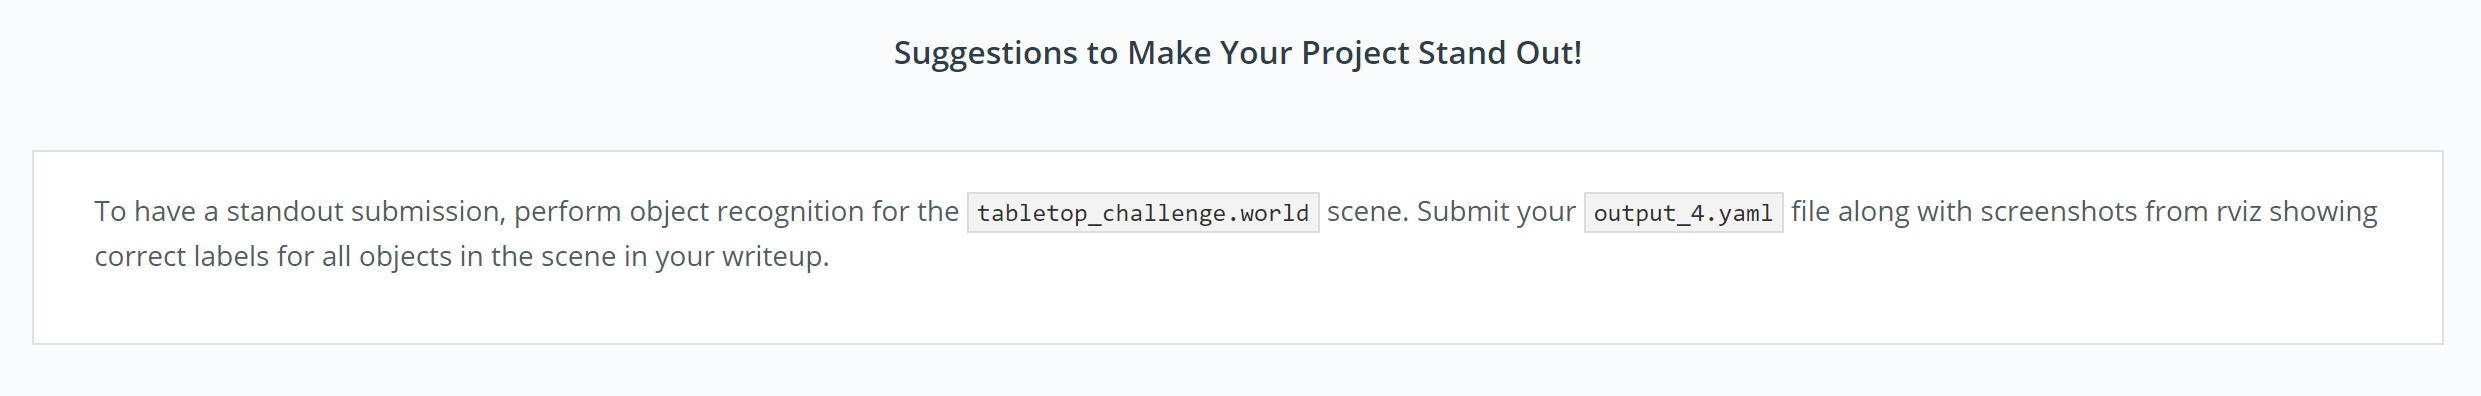 Suggestions to Make Your Project Stand Out!
To have a standout submission, perform object recognition for the tabletop_challenge.world scene. Submit your output_4.yaml file along with screenshots from rviz showing
correct labels for all objects in the scene in your writeup.